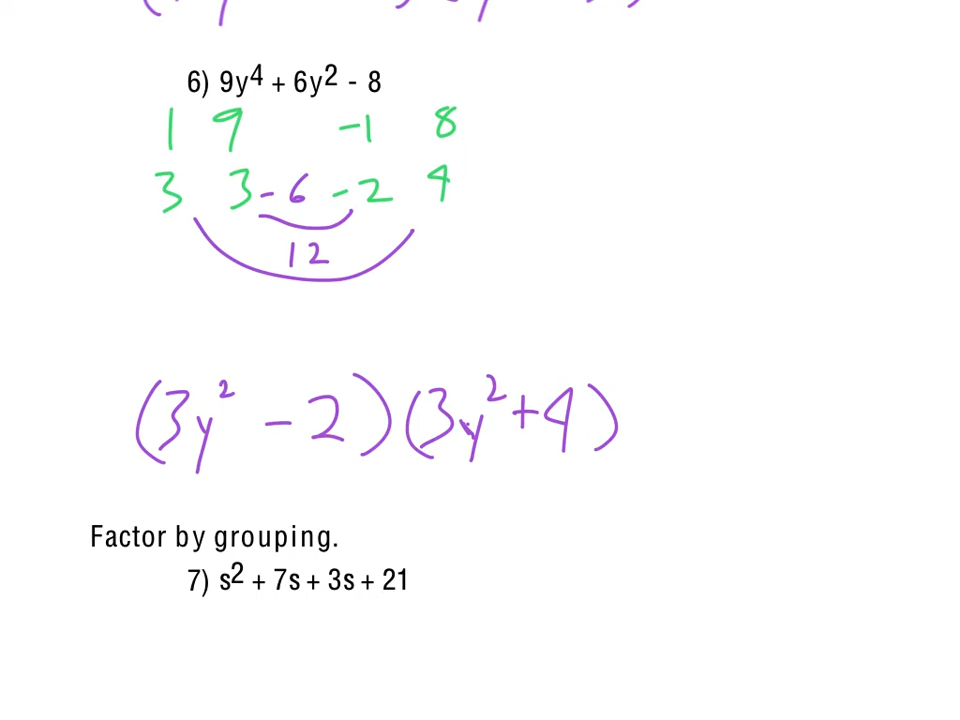 6) 9y⁴ + 6y² - 8
1 9 -1 8
3 3 -6 -2 4
12
(3y² - 2)(3y² + 4)
Factor by grouping.
7) s² + 7s + 3s + 21